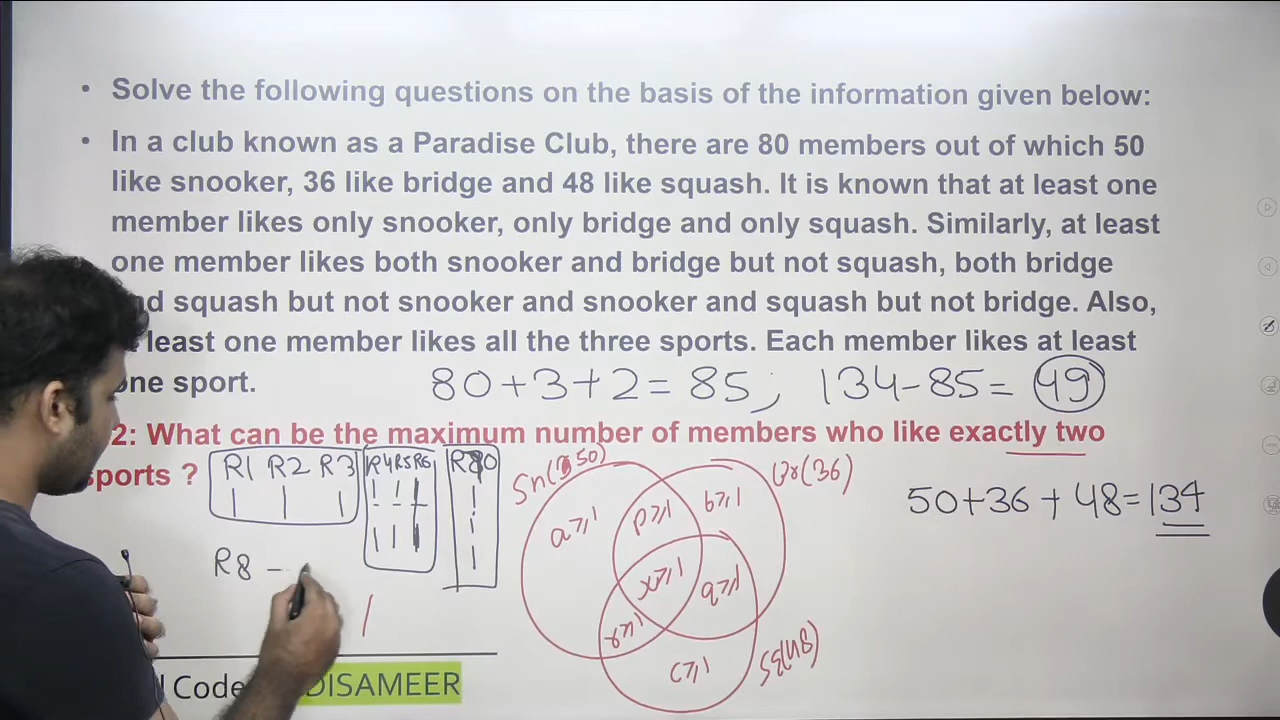 • Solve the following questions on the basis of the information given below:
• In a club known as a Paradise Club, there are 80 members out of which 50
like snooker, 36 like bridge and 48 like squash. It is known that at least one
member likes only snooker, only bridge and only squash. Similarly, at least
one member likes both snooker and bridge but not squash, both bridge
nd squash but not snooker and snooker and squash but not bridge. Also,
least one member likes all the three sports. Each member likes at least
one sport.
80+3+2=85; 134-85= 49
2: What can be the maximum number of members who like exactly two
sports ?
R1 R2 R3 R4 R5 R6 R80
| | |
Sn(50) Br(36)
50+36+48=134
a≥1 p≥1 b≥1
x≥1 q≥1
r≥1
c≥1
S(48)
R8 -
Code
DISAMEER